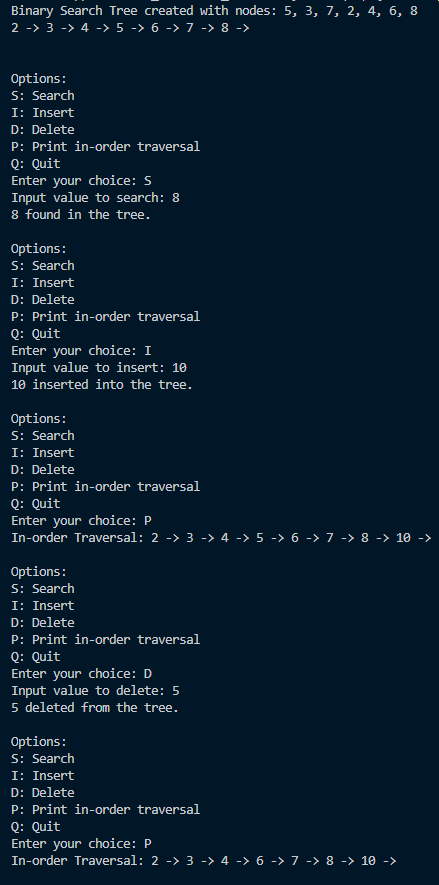 Binary Search Tree created with nodes: 5, 3, 7, 2, 4, 6, 8
2 -> 3 -> 4 -> 5 -> 6 -> 7 -> 8 ->
Options:
S: Search
I: Insert
D: Delete
P: Print in-order traversal
Q: Quit
Enter your choice: S
Input value to search: 8
8 found in the tree.
Options:
S: Search
I: Insert
D: Delete
P: Print in-order traversal
Q: Quit
Enter your choice: I
Input value to insert: 10
10 inserted into the tree.
Options:
S: Search
I: Insert
D: Delete
P: Print in-order traversal
Q: Quit
Enter your choice: P
In-order Traversal: 2 -> 3 -> 4 -> 5 -> 6 -> 7 -> 8 -> 10 ->
Options:
S: Search
I: Insert
D: Delete
P: Print in-order traversal
Q: Quit
Enter your choice: D
Input value to delete: 5
5 deleted from the tree.
Options:
S: Search
I: Insert
D: Delete
P: Print in-order traversal
Q: Quit
Enter your choice: P
In-order Traversal: 2 -> 3 -> 4 -> 6 -> 7 -> 8 -> 10 ->